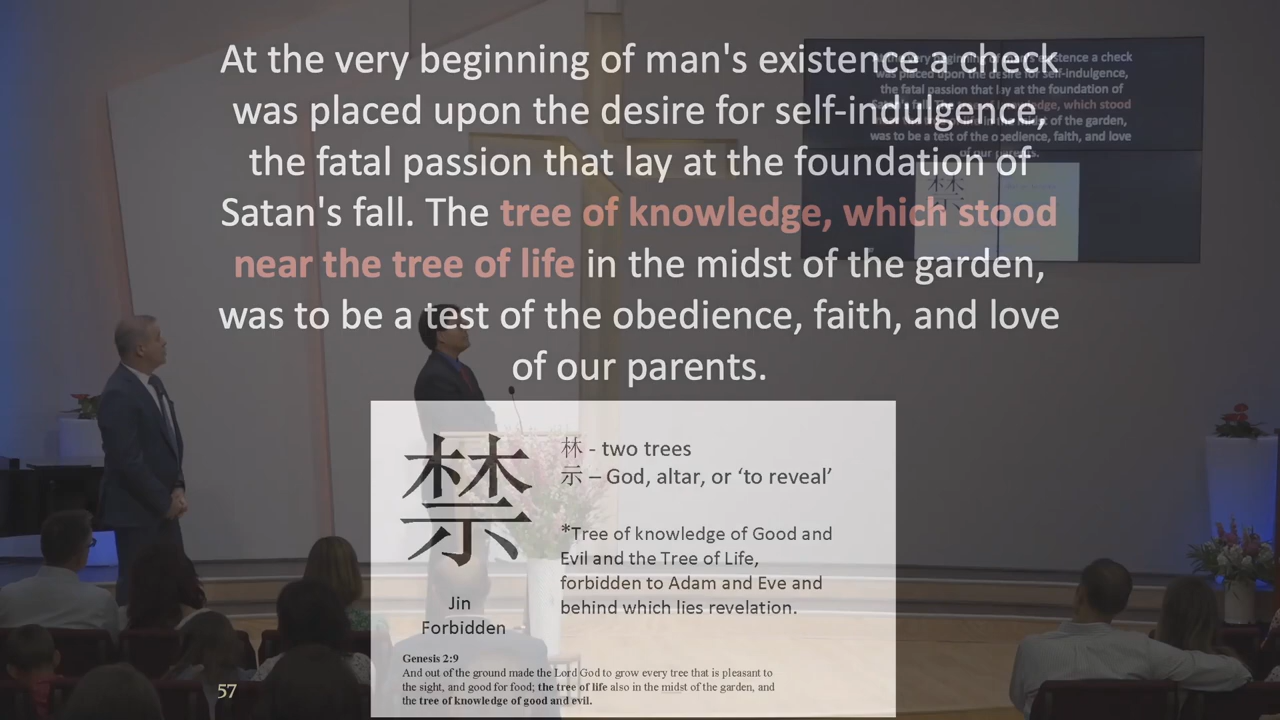 At the very beginning of man's existence a check
was placed upon the desire for self-indulgence,
the fatal passion that lay at the foundation of
Satan's fall. The tree of knowledge, which stood
near the tree of life in the midst of the garden,
was to be a test of the obedience, faith, and love
of our parents.
禁
Jin
Forbidden
林 - two trees
示 – God, altar, or ‘to reveal’
*Tree of knowledge of Good and
Evil and the Tree of Life,
forbidden to Adam and Eve and
behind which lies revelation.
Genesis 2:9
And out of the ground made the Lord God to grow every tree that is pleasant to
the sight, and good for food; the tree of life also in the midst of the garden, and
the tree of knowledge of good and evil.
57